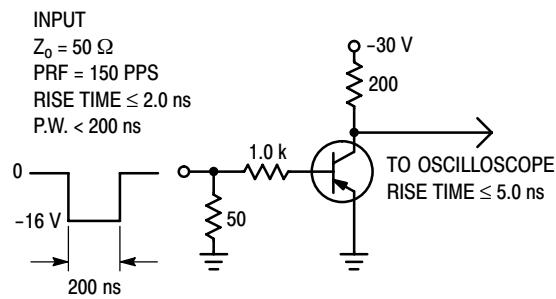 INPUT
Zo = 50 Ω
PRF = 150 PPS
RISE TIME ≤ 2.0 ns
P.W. < 200 ns
−30 V
200
1.0 k
TO OSCILLOSCOPE
RISE TIME ≤ 5.0 ns
0
50
−16 V
200 ns